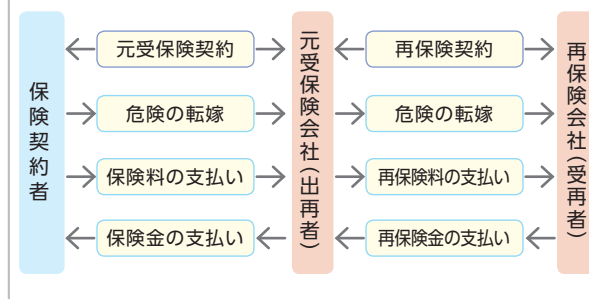 保険契約者
元受保険契約
危険の転嫁
保険料の支払い
保険金の支払い
元受保険会社(出再者)
再保険契約
危険の転嫁
再保険料の支払い
再保険金の支払い
再保険会社(受再者)